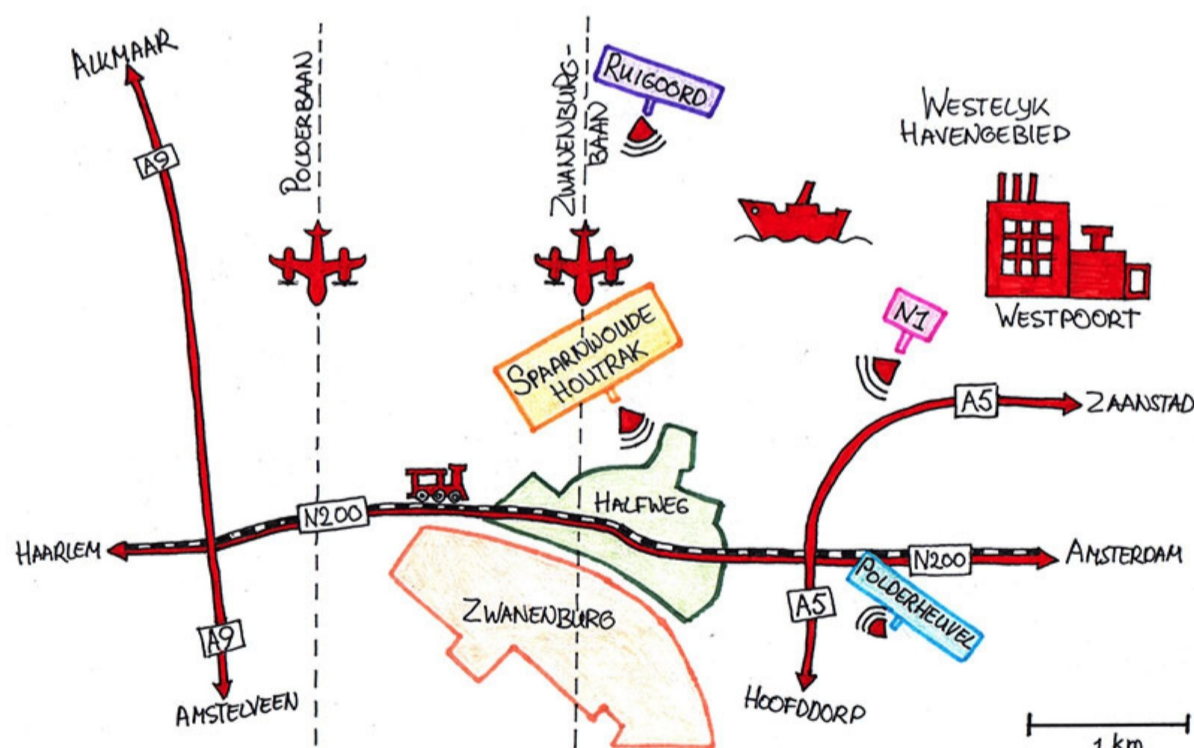 ALKMAAR
A9
POLDERBAAN
ZWANENBURG-
BAAN
RUIGOORD
WESTELYK
HAVENGEBIED
WESTPOORT
N1
SPAARNWOUDE
HOUTRAK
A5
ZAANSTAD
HALFWEG
N200
HAARLEM
N200
AMSTERDAM
POLDERHEUVEL
A5
ZWANENBURG
A9
AMSTELVEEN
HOOFDDORP
1 km